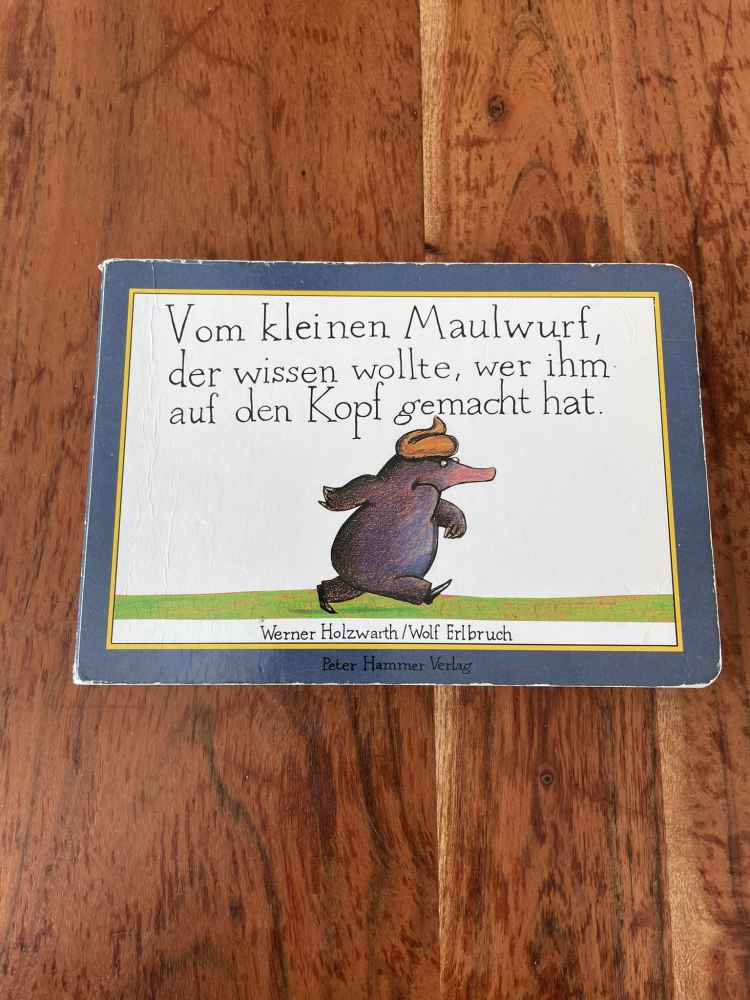 Vom kleinen Maulwurf,
der wissen wollte, wer ihm
auf den Kopf gemacht hat.
Werner Holzwarth/Wolf Erlbruch
Peter Hammer Verlag